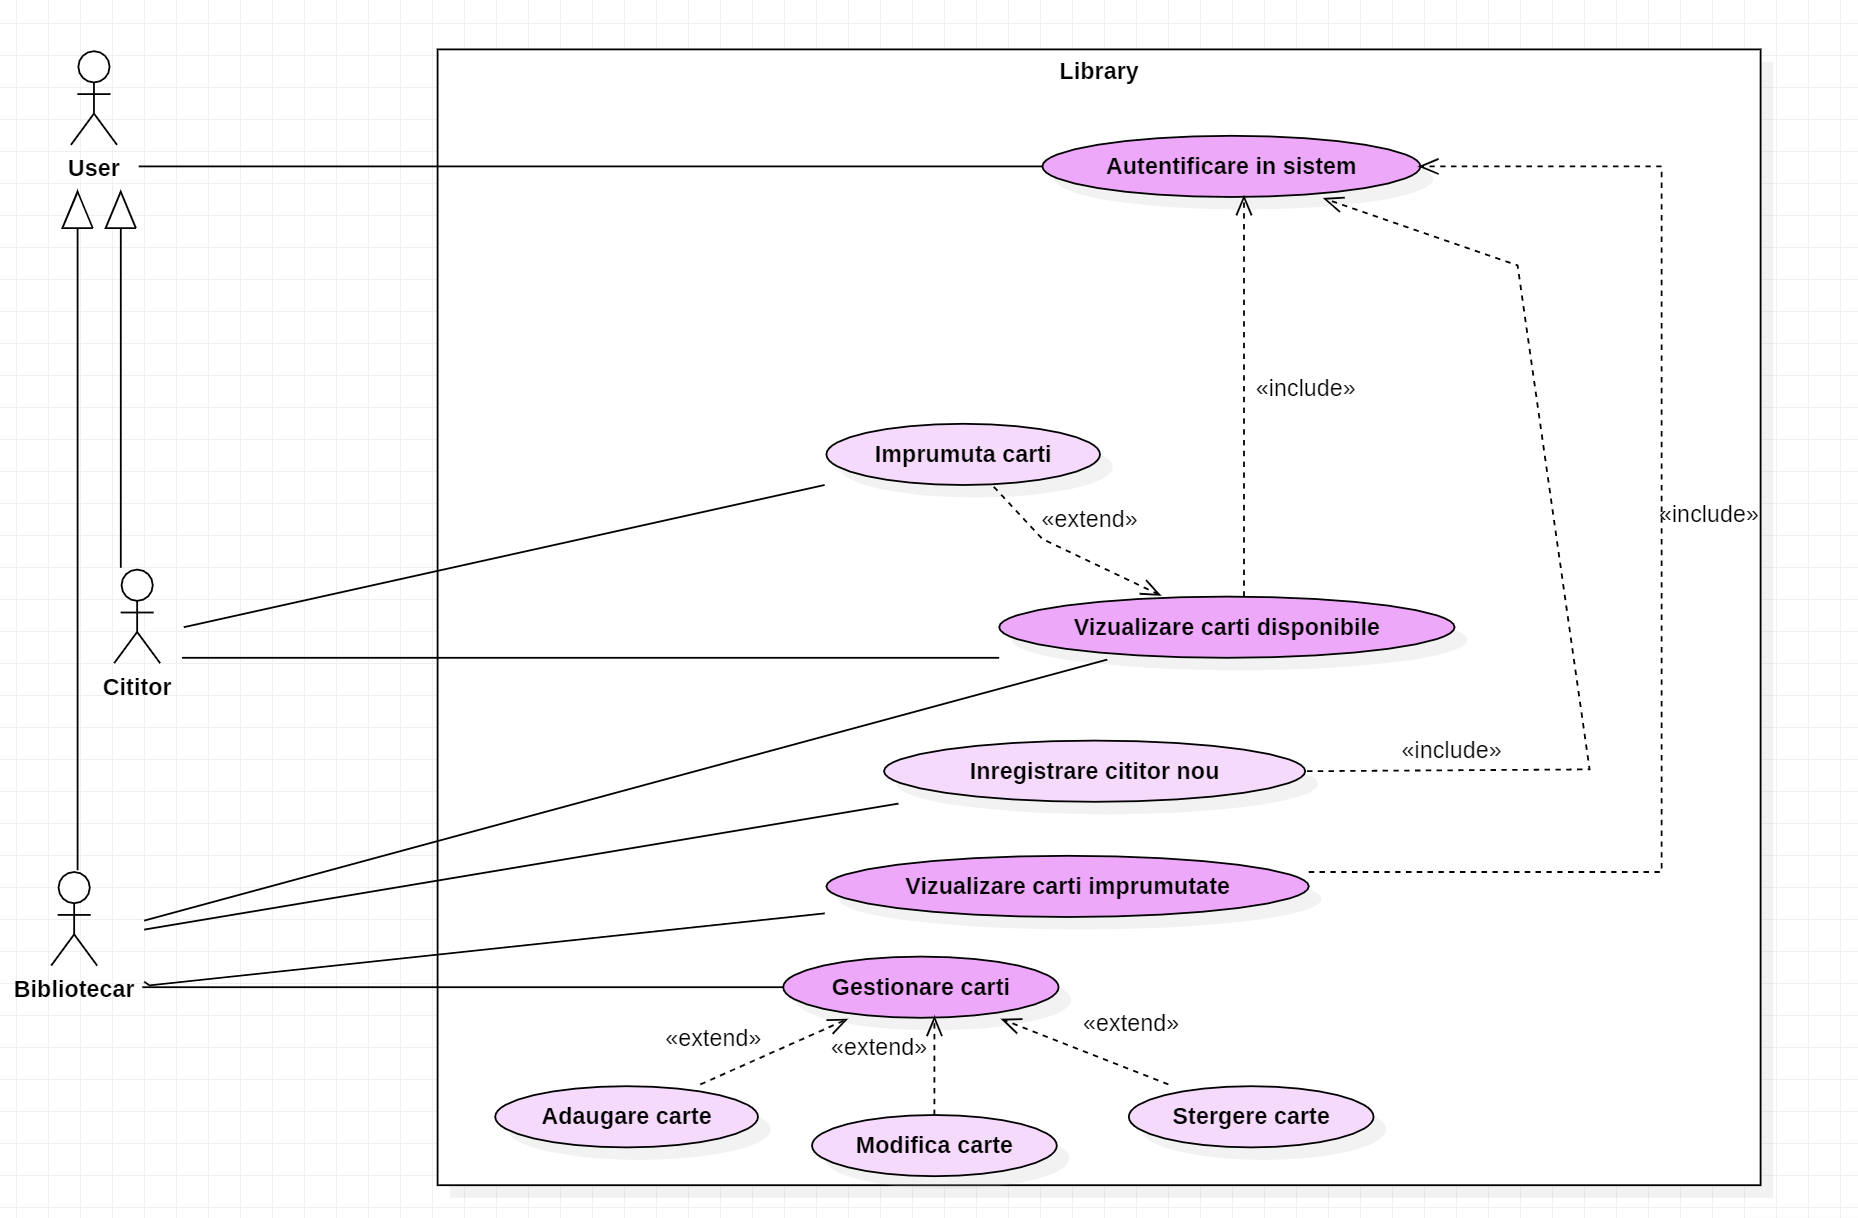 Library
User
Autentificare in sistem
«include»
Imprumuta carti
«extend»
«include»
Vizualizare carti disponibile
Cititor
«include»
Inregistrare cititor nou
Vizualizare carti imprumutate
Bibliotecar
Gestionare carti
«extend»
«extend»
«extend»
Adaugare carte
Modifica carte
Stergere carte